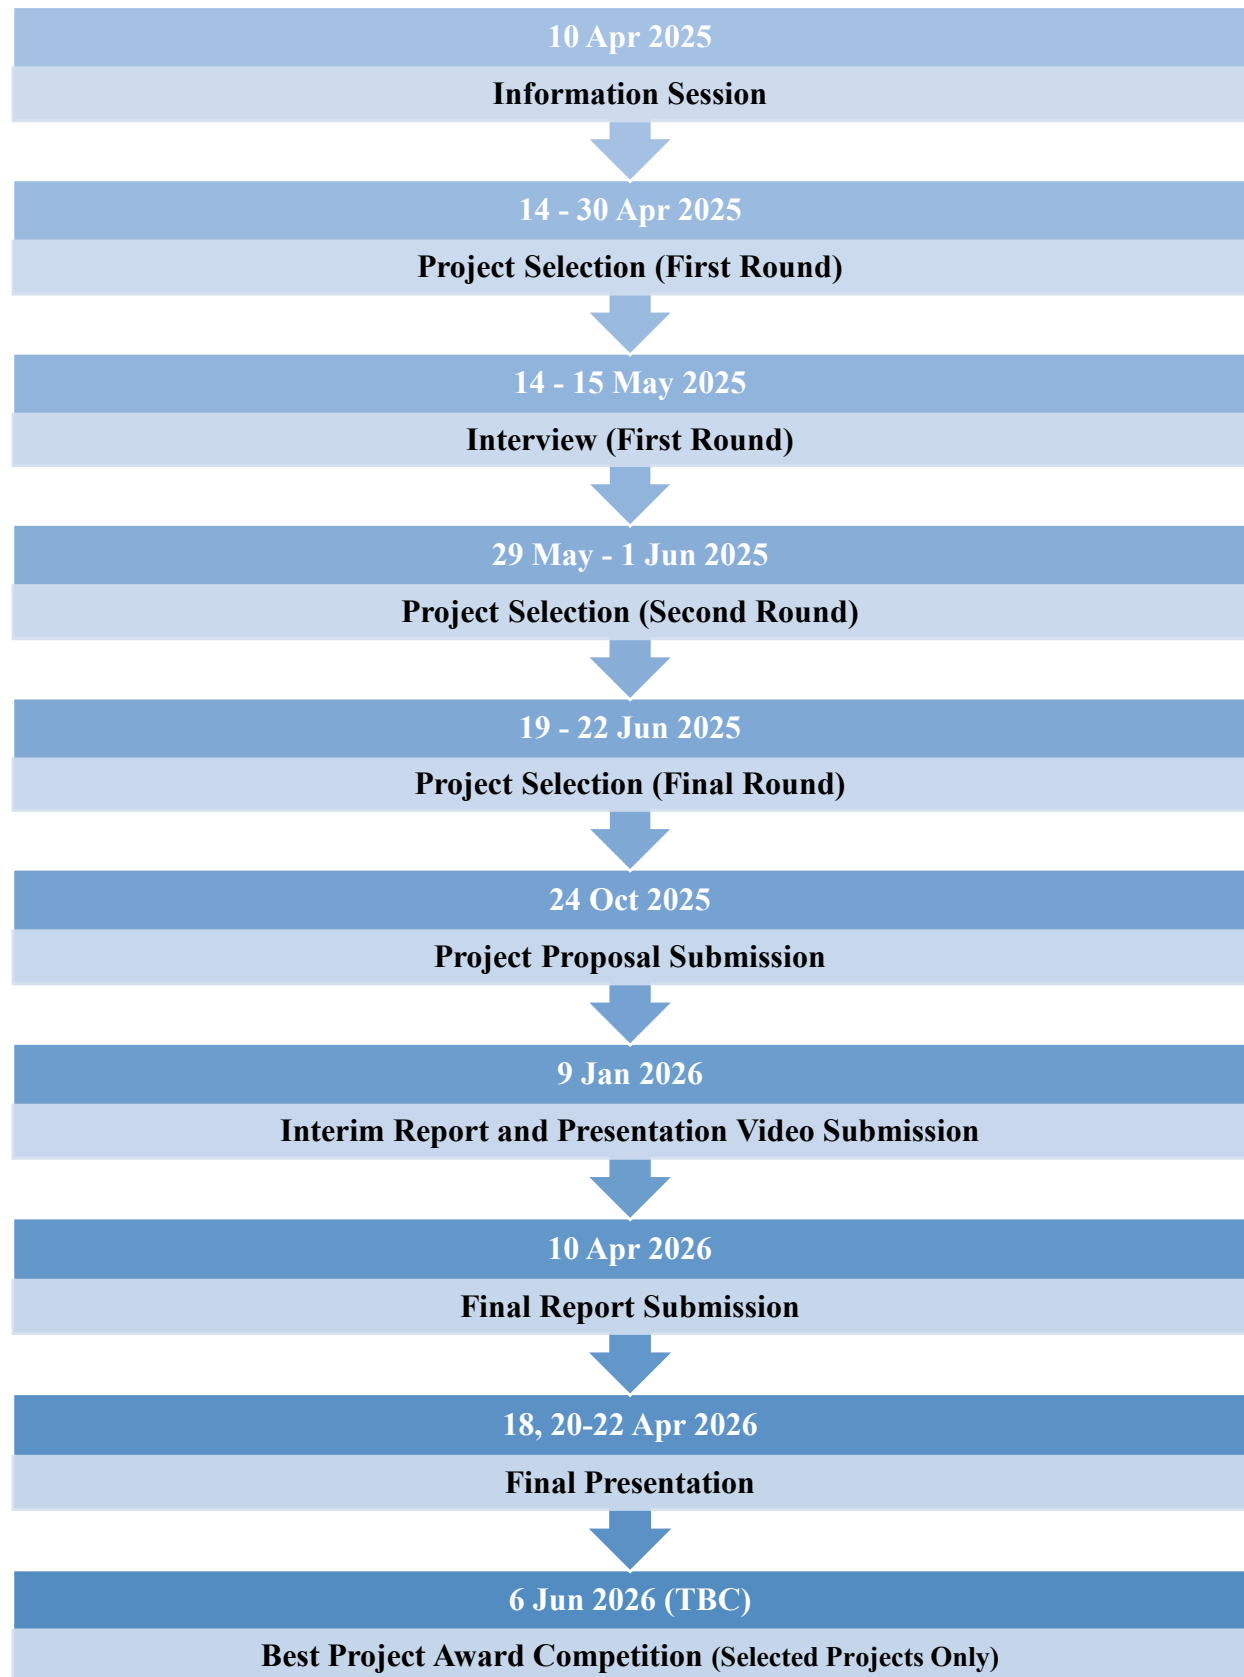 10 Apr 2025
Information Session
14 - 30 Apr 2025
Project Selection (First Round)
14 - 15 May 2025
Interview (First Round)
29 May - 1 Jun 2025
Project Selection (Second Round)
19 - 22 Jun 2025
Project Selection (Final Round)
24 Oct 2025
Project Proposal Submission
9 Jan 2026
Interim Report and Presentation Video Submission
10 Apr 2026
Final Report Submission
18, 20-22 Apr 2026
Final Presentation
6 Jun 2026 (TBC)
Best Project Award Competition (Selected Projects Only)